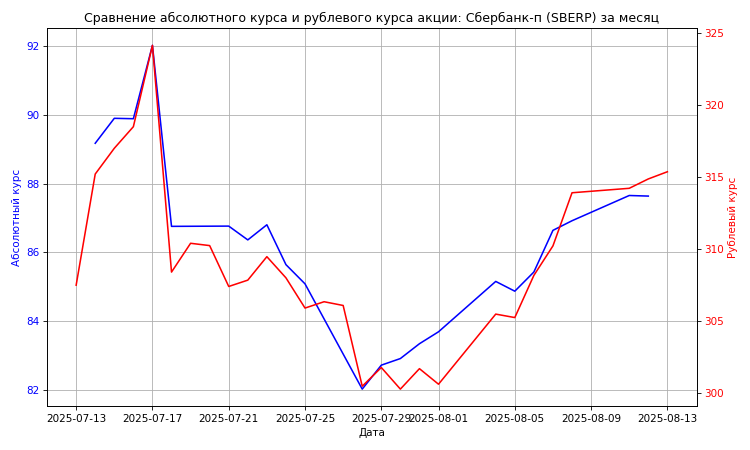 Сравнение абсолютного курса и рублевого курса акции: Сбербанк-п (SBERP) за месяц
92
90
88
86
84
82
Абсолютный курс
325
320
315
310
305
300
Рублевый курс
2025-07-13 2025-07-17 2025-07-21 2025-07-25 2025-07-29 2025-08-01 2025-08-05 2025-08-09 2025-08-13
Дата